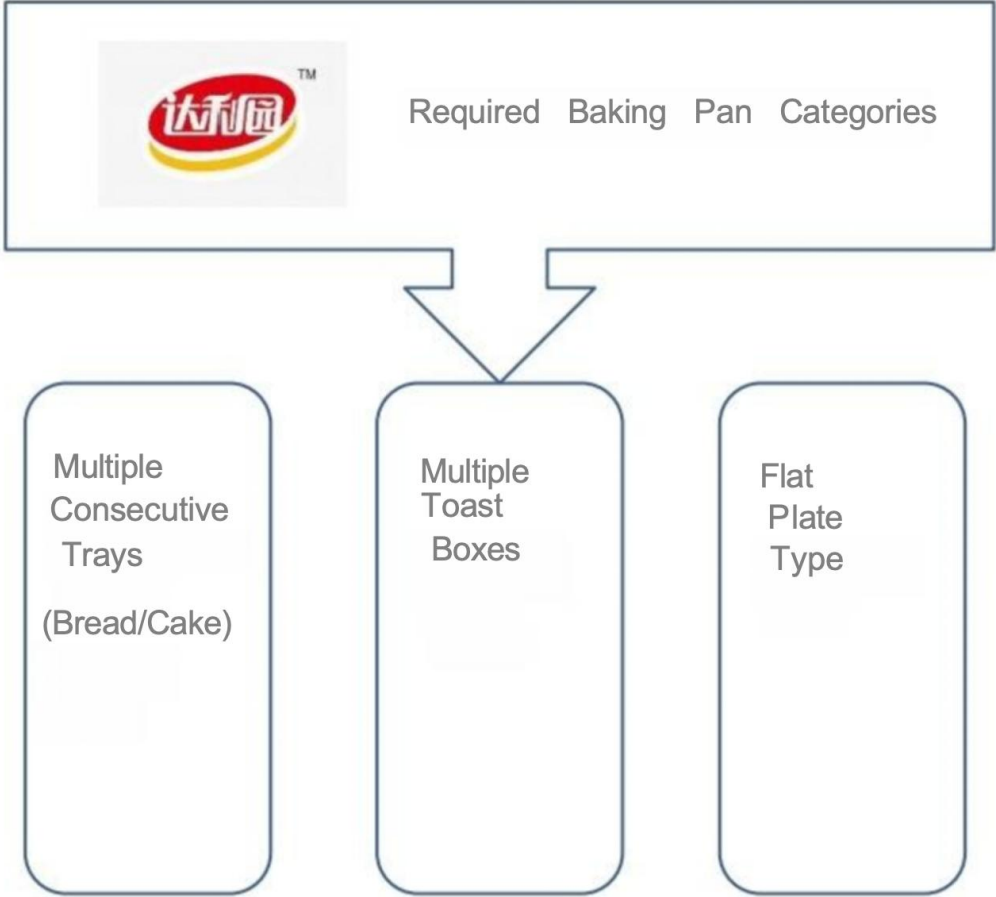 达利园 TM
Required Baking Pan Categories
Multiple
Consecutive
Trays
(Bread/Cake)
Multiple
Toast
Boxes
Flat
Plate
Type